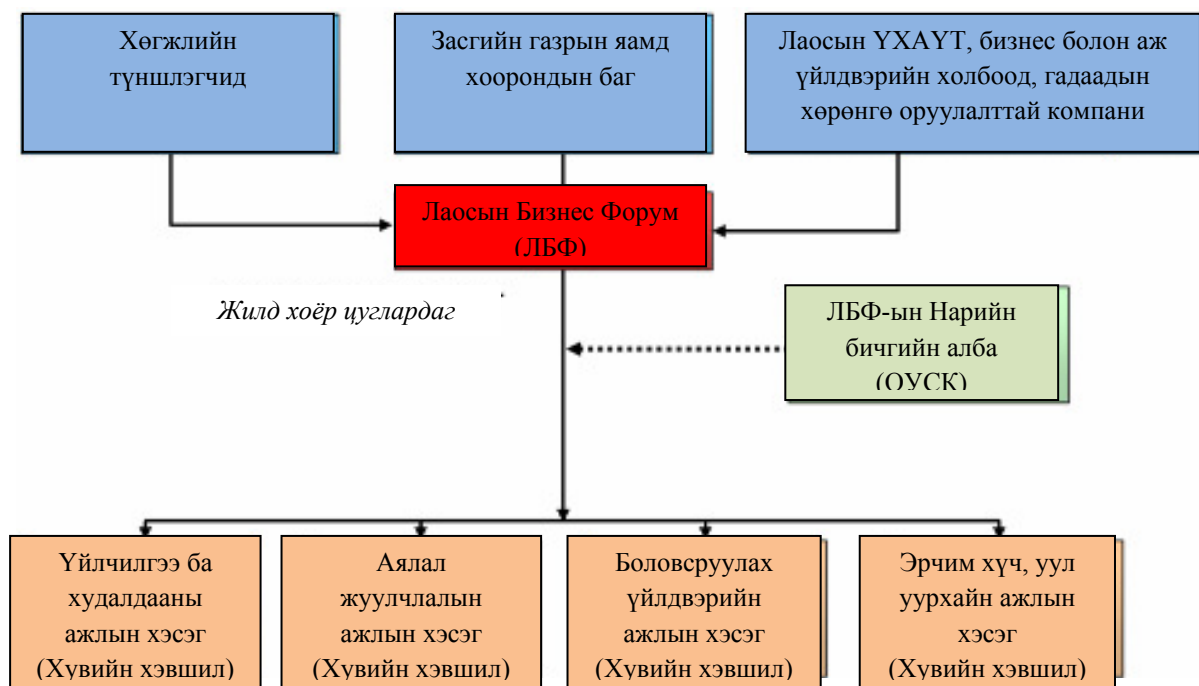 Хөгжлийн
түншлэгчид
Засгийн газрын яамд
хоорондын баг
Лаосын ҮХАҮТ, бизнес болон аж
үйлдвэрийн холбоод, гадаадын
хөрөнгө оруулалттай компани
Лаосын Бизнес Форум
(ЛБФ)
Жилд хоёр цуглардаг
ЛБФ-ын Нарийн
бичгийн алба
(ОУСК)
Үйлчилгээ ба
худалдааны
ажлын хэсэг
(Хувийн хэвшил)
Аялал
жуулчлалын
ажлын хэсэг
(Хувийн хэвшил)
Боловсруулах
үйлдвэрийн
ажлын хэсэг
(Хувийн хэвшил)
Эрчим хүч, уул
уурхайн ажлын
хэсэг
(Хувийн хэвшил)